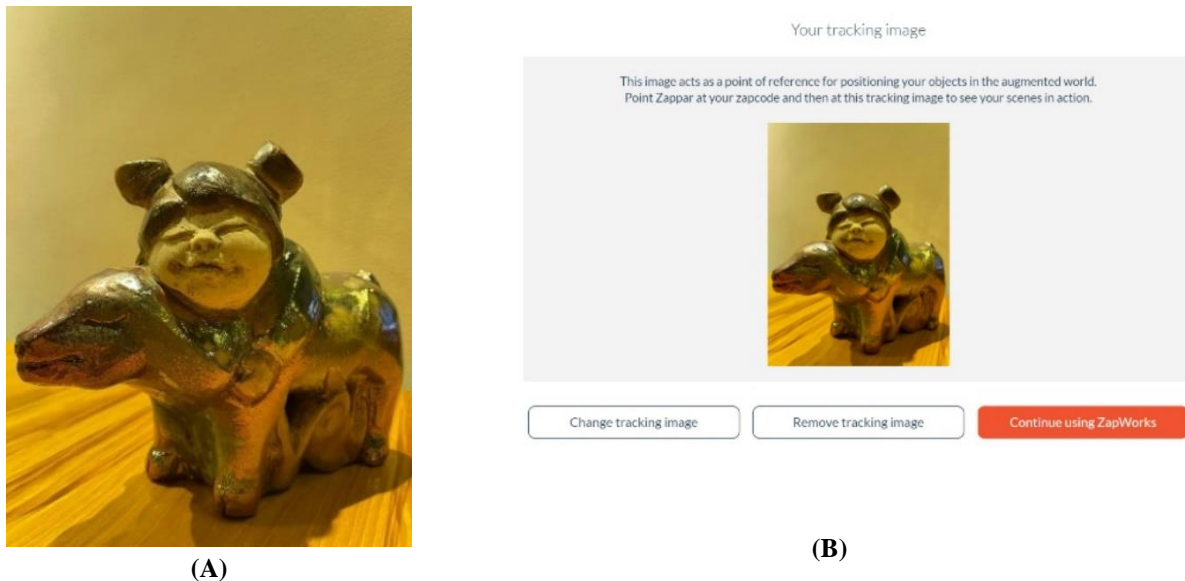 Your tracking image
This image acts as a point of reference for positioning your objects in the augmented world.
Point Zappar at your zapcode and then at this tracking image to see your scenes in action.
Change tracking image
Remove tracking image
Continue using ZapWorks
(A)
(B)